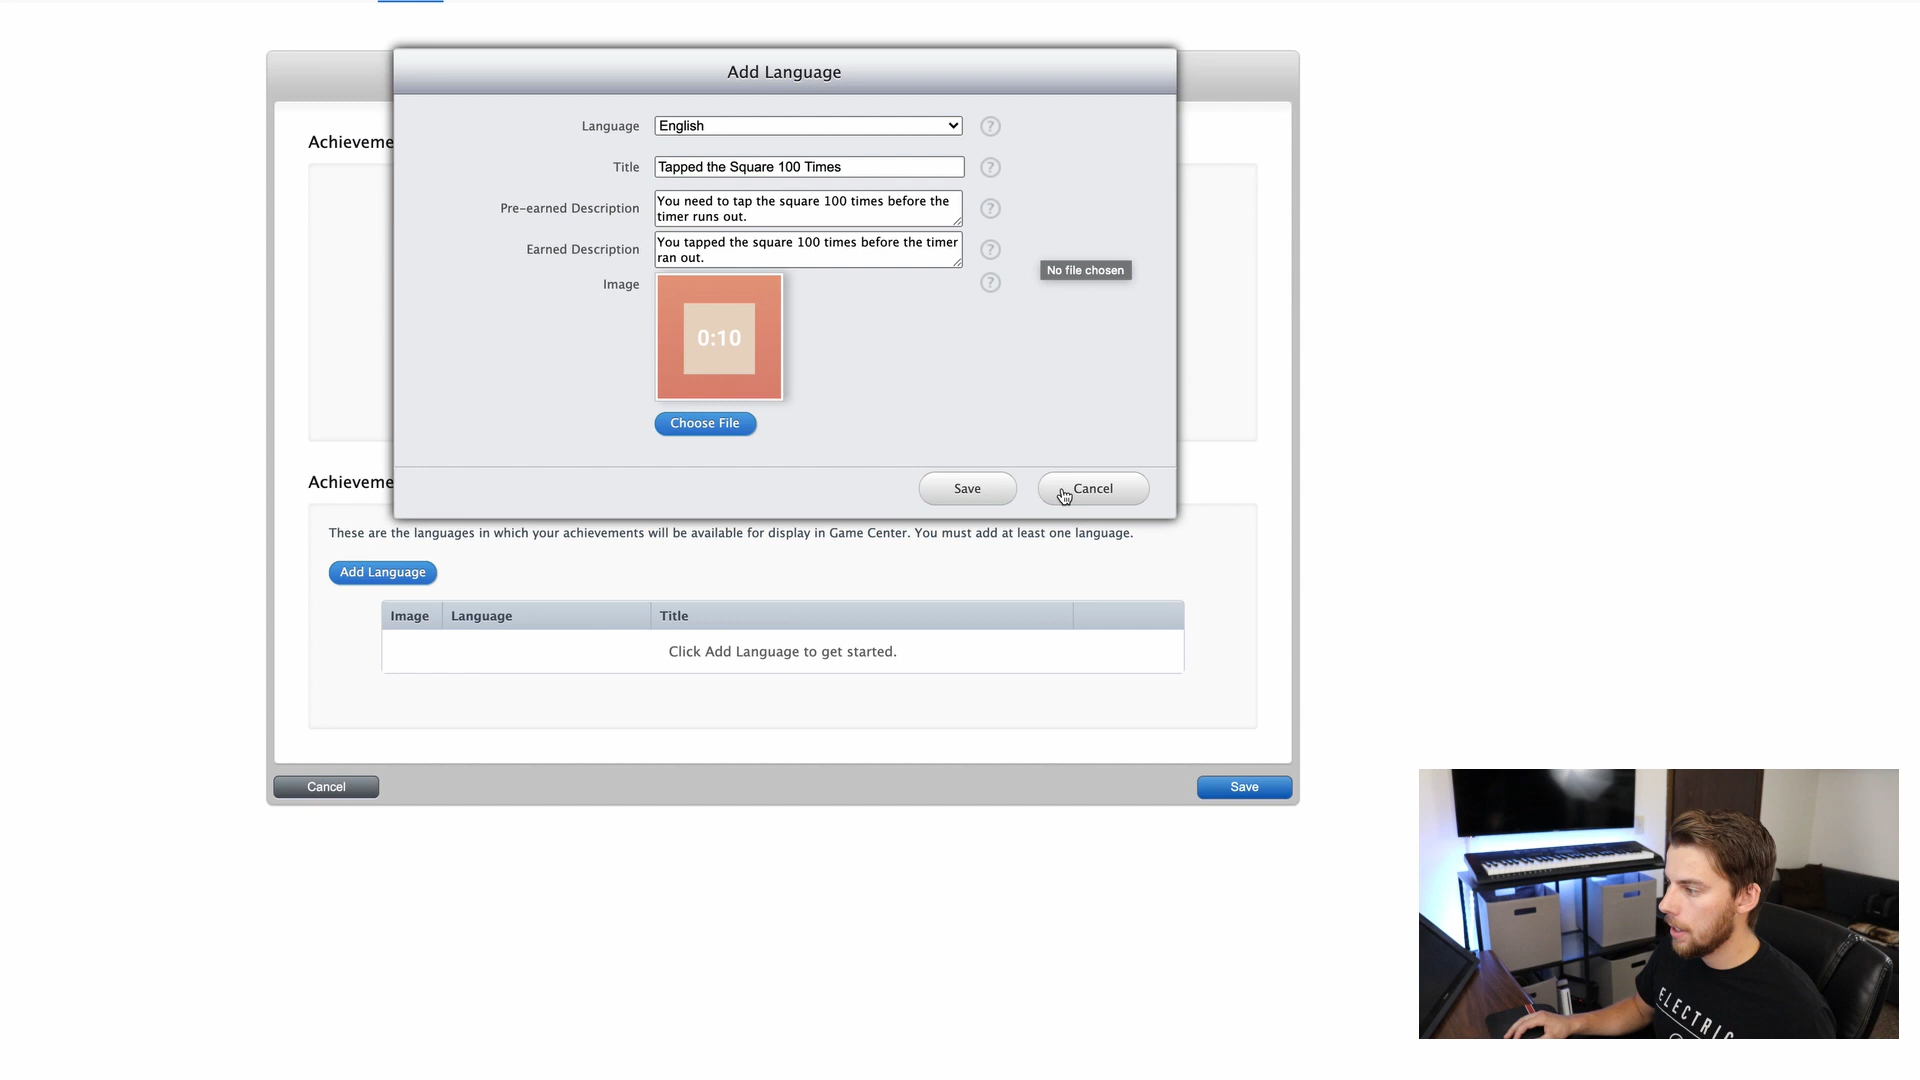 Add Language
Language
English
?
Title
Tapped the Square 100 Times
?
Pre-earned Description
You need to tap the square 100 times before the
timer runs out.
?
Earned Description
You tapped the square 100 times before the timer
ran out.
?
No file chosen
Image
?
0:10
Choose File
Save
Cancel
Achieveme
Achieveme
These are the languages in which your achievements will be available for display in Game Center. You must add at least one language.
Add Language
Image
Language
Title
Click Add Language to get started.
Cancel
Save
ELECTRIC